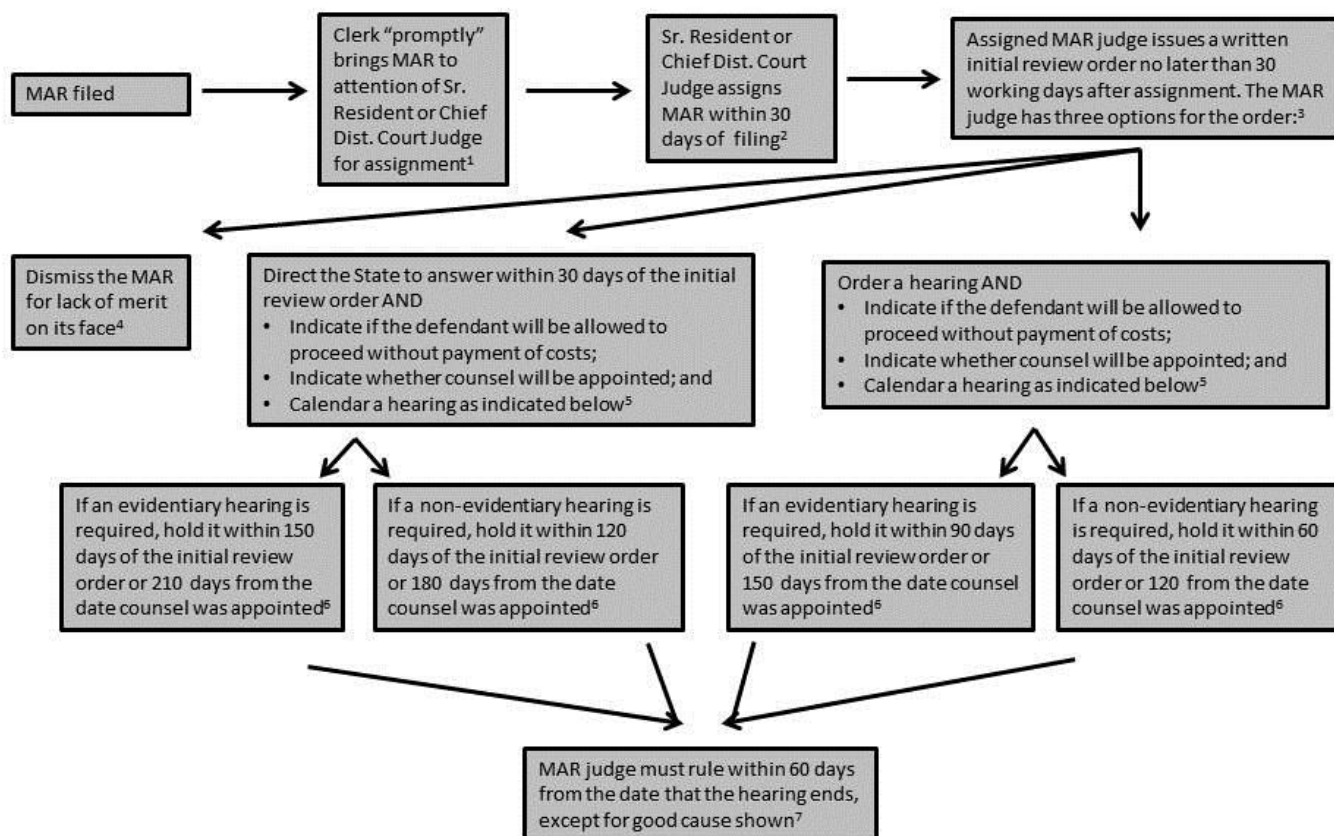 MAR filed
Clerk “promptly”
brings MAR to
attention of Sr.
Resident or Chief
Dist. Court Judge
for assignment¹
Sr. Resident or
Chief Dist. Court
Judge assigns
MAR within 30
days of filing²
Assigned MAR judge issues a written
initial review order no later than 30
working days after assignment. The MAR
judge has three options for the order:³
Dismiss the MAR
for lack of merit
on its face⁴
Direct the State to answer within 30 days of the initial
review order AND
• Indicate if the defendant will be allowed to
proceed without payment of costs;
• Indicate whether counsel will be appointed; and
• Calendar a hearing as indicated below⁵
Order a hearing AND
• Indicate if the defendant will be allowed to
proceed without payment of costs;
• Indicate whether counsel will be appointed; and
• Calendar a hearing as indicated below⁵
If an evidentiary hearing is
required, hold it within 150
days of the initial review
order or 210 days from the
date counsel was appointed⁶
If a non-evidentiary hearing is
required, hold it within 120
days of the initial review order
or 180 days from the date
counsel was appointed⁶
If an evidentiary hearing is
required, hold it within 90 days
of the initial review order or
150 days from the date counsel
was appointed⁶
If a non-evidentiary hearing
is required, hold it within 60
days of the initial review
order or 120 from the date
counsel was appointed⁶
MAR judge must rule within 60 days
from the date that the hearing ends,
except for good cause shown⁷